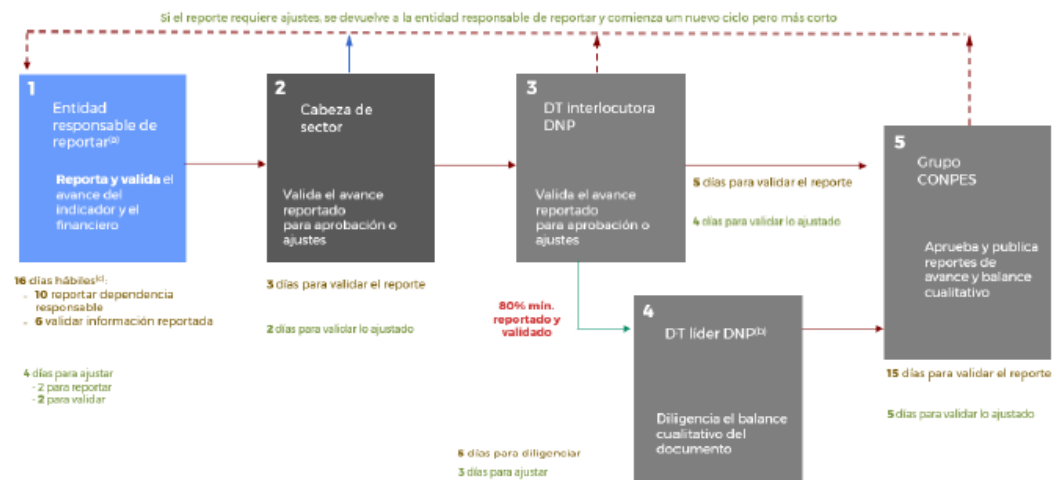 Si el reporte requiere ajustes, se devuelve a la entidad responsable de reportar y comienza un nuevo ciclo pero más corto
1
Entidad
responsable de
reportar(a)
Reporta y valida el
avance del
indicador y el
financiero
16 días hábiles(c):
- 10 reportar dependencia
responsable
- 6 validar información reportada
4 días para ajustar
- 2 para reportar
- 2 para validar
2
Cabeza de
sector
Valida el avance
reportado
para aprobación o
ajustes
3 días para validar el reporte
2 días para validar lo ajustado
3
DT interlocutora
DNP
Valida el avance
reportado
para aprobación o
ajustes
5 días para validar el reporte
4 días para validar lo ajustado
80% min.
reportado y
validado
4
DT líder DNP(b)
Diligencia el balance
cualitativo del
documento
5 días para diligenciar
3 días para ajustar
5
Grupo
CONPES
Aprueba y publica
reportes de
avance y balance
cualitativo
15 días para validar el reporte
5 días para validar lo ajustado